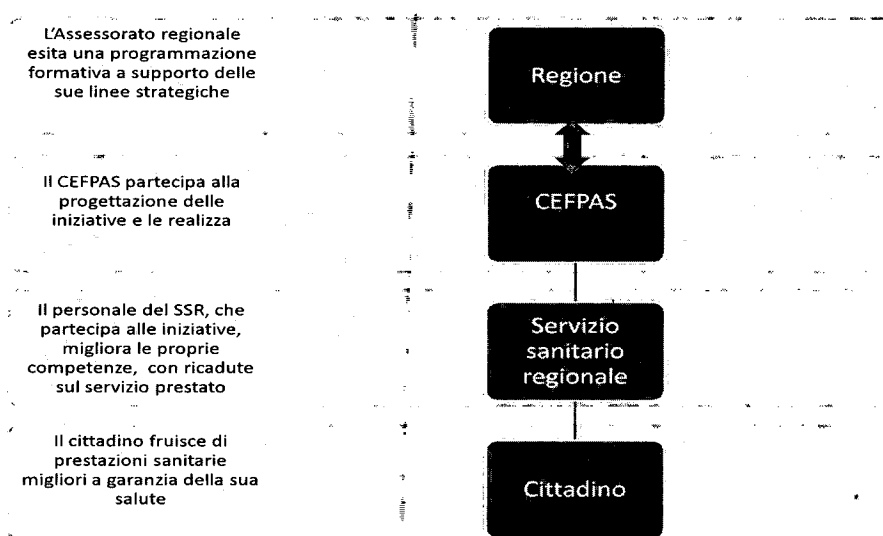 L'Assessorato regionale
esita una programmazione
formativa a supporto delle
sue linee strategiche
Regione
Il CEFPAS partecipa alla
progettazione delle
iniziative e le realizza
CEFPAS
Il personale del SSR, che
partecipa alle iniziative,
migliora le proprie
competenze, con ricadute
sul servizio prestato
Servizio
sanitario
regionale
Il cittadino fruisce di
prestazioni sanitarie
migliori a garanzia della sua
salute
Cittadino